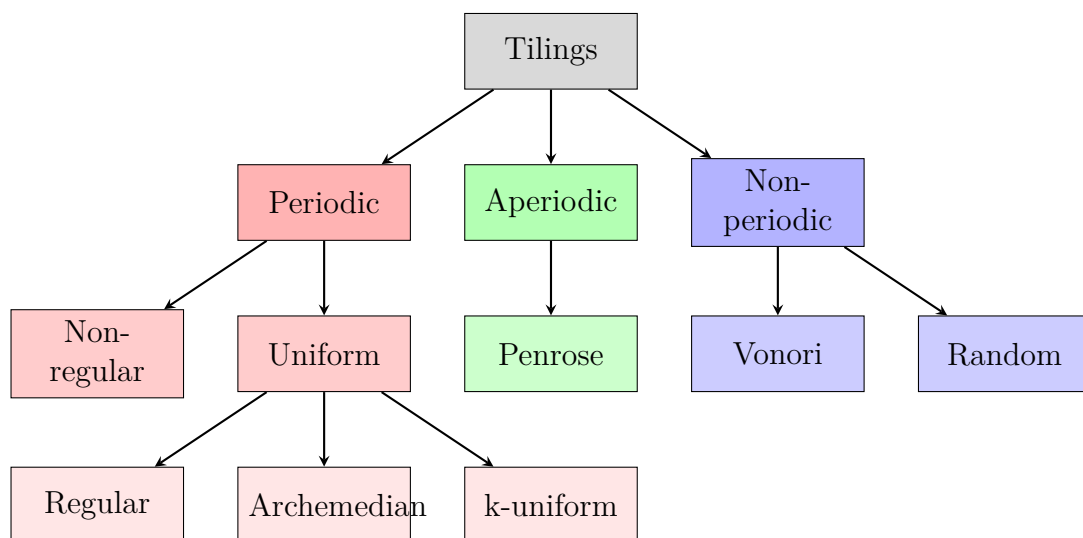 Tilings
Periodic
Aperiodic
Non-
periodic
Non-
regular
Uniform
Penrose
Vonori
Random
Regular
Archemedian
k-uniform